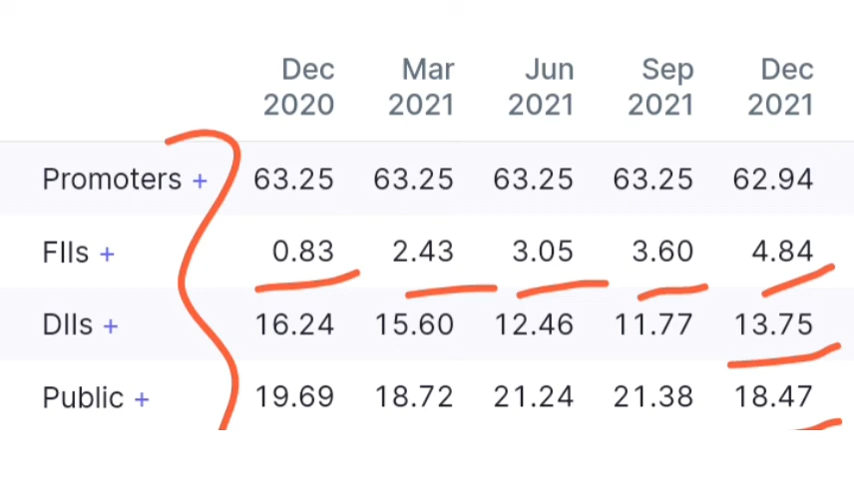 Dec Mar Jun Sep Dec
2020 2021 2021 2021 2021
Promoters + 63.25 63.25 63.25 63.25 62.94
FIIs + 0.83 2.43 3.05 3.60 4.84
DIIs + 16.24 15.60 12.46 11.77 13.75
Public + 19.69 18.72 21.24 21.38 18.47